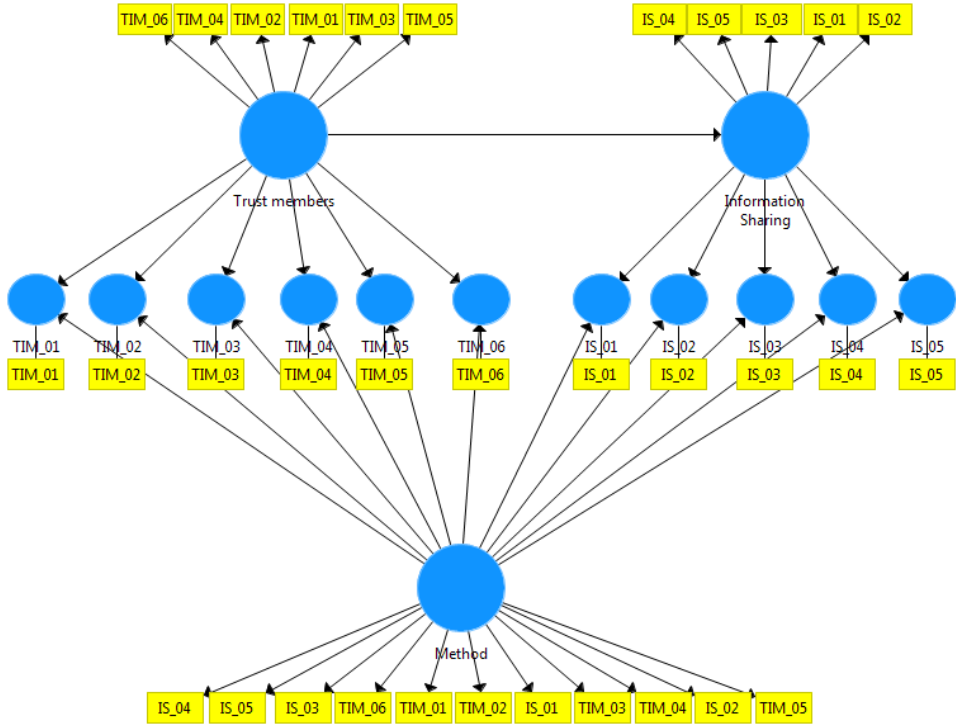 TIM_06 TIM_04 TIM_02 TIM_01 TIM_03 TIM_05 IS_04 IS_05 IS_03 IS_01 IS_02
Trust members
Information
Sharing
TIM_01 TIM_02 TIM_03 TIM_04 TIM_05 TIM_06 IS_01 IS_02 IS_03 IS_04 IS_05
TIM_01 TIM_02 TIM_03 TIM_04 TIM_05 TIM_06 IS_01 IS_02 IS_03 IS_04 IS_05
Method
IS_04 IS_05 IS_03 TIM_06 TIM_01 TIM_02 IS_01 TIM_03 TIM_04 IS_02 TIM_05